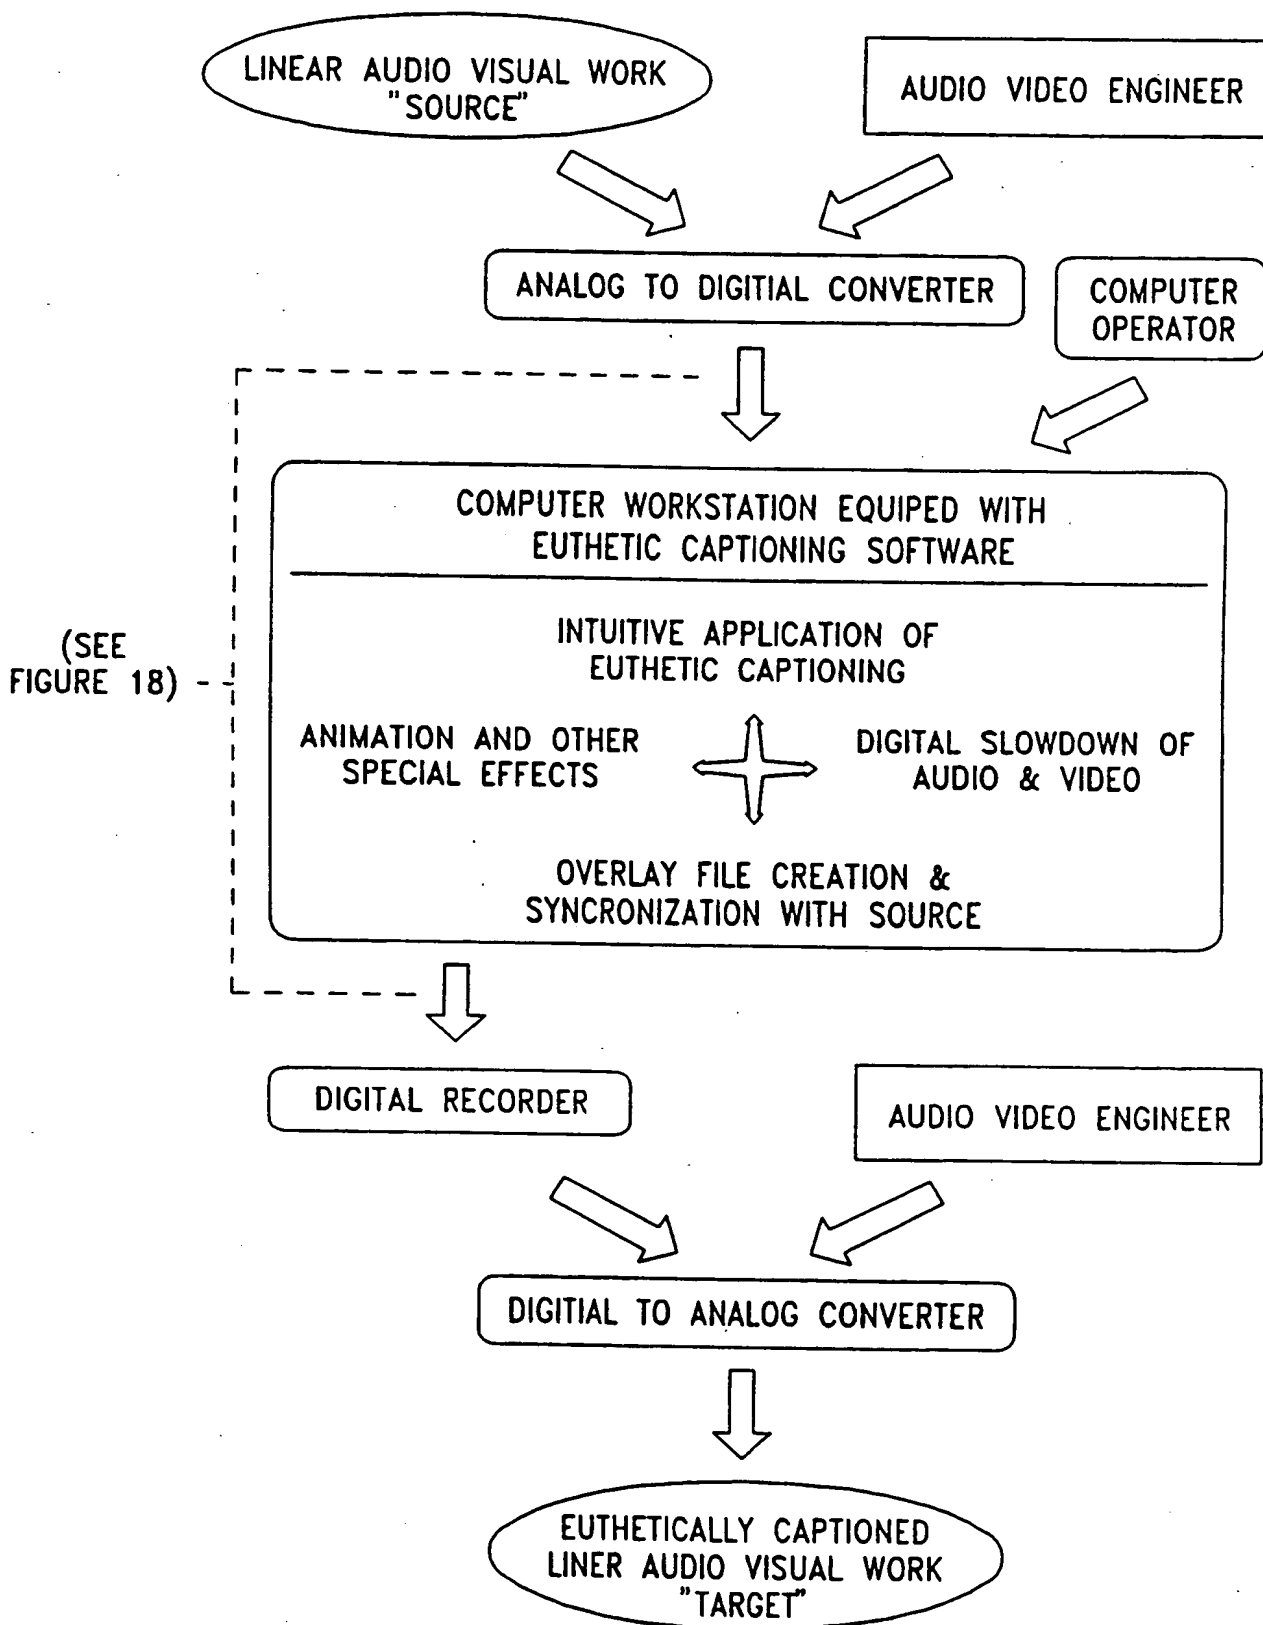 LINEAR AUDIO VISUAL WORK
"SOURCE"
AUDIO VIDEO ENGINEER
ANALOG TO DIGITIAL CONVERTER
COMPUTER
OPERATOR
COMPUTER WORKSTATION EQUIPED WITH
EUTHETIC CAPTIONING SOFTWARE
INTUITIVE APPLICATION OF
EUTHETIC CAPTIONING
(SEE
FIGURE 18)
ANIMATION AND OTHER
SPECIAL EFFECTS
DIGITAL SLOWDOWN OF
AUDIO & VIDEO
OVERLAY FILE CREATION &
SYNCRONIZATION WITH SOURCE
DIGITAL RECORDER
AUDIO VIDEO ENGINEER
DIGITIAL TO ANALOG CONVERTER
EUTHETICALLY CAPTIONED
LINER AUDIO VISUAL WORK
"TARGET"